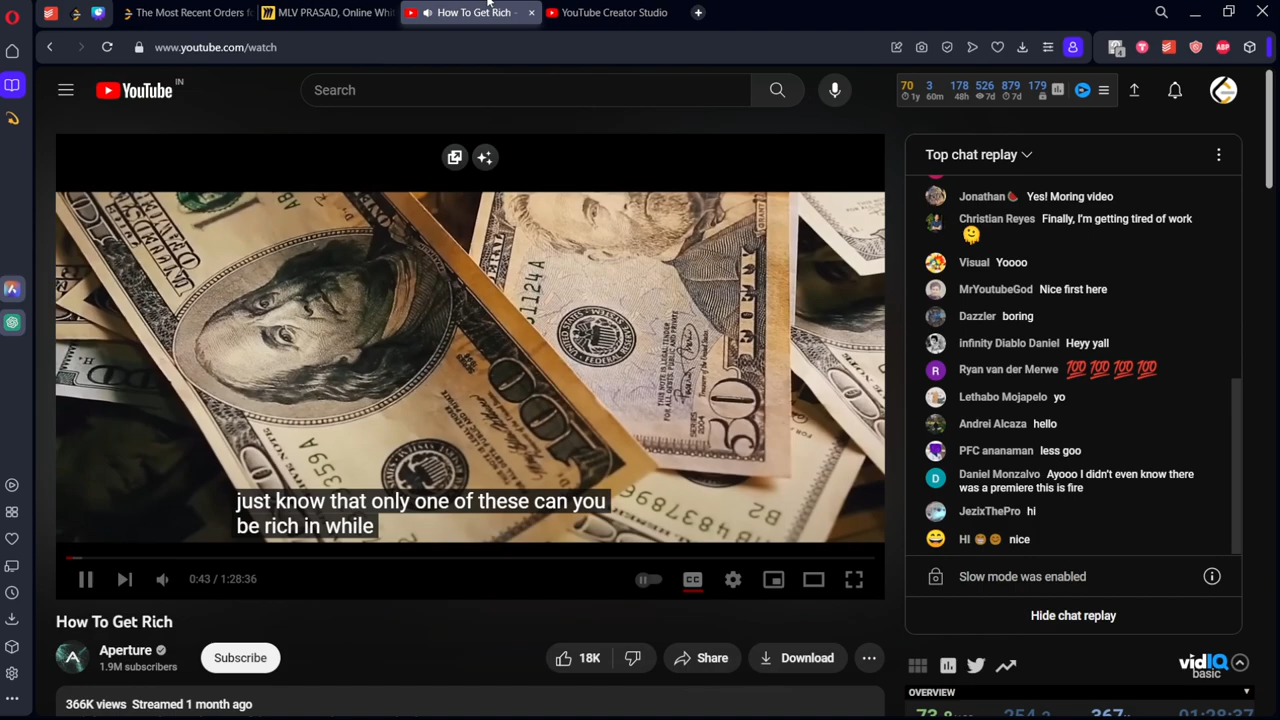 The Most Recent Orders f
MLV PRASAD, Online Whi
How To Get Rich -
YouTube Creator Studio
www.youtube.com/watch
YouTube IN
Search
70 3 178 526 879 179
1y 60m 48h 7d 7d
Top chat replay
Jonathan🍉 Yes! Moring video
Christian Reyes Finally, I'm getting tired of work
🫠
Visual Yoooo
MrYoutubeGod Nice first here
Dazzler boring
infinity Diablo Daniel Heyy yall
Ryan van der Merwe 💯 💯 💯 💯
Lethabo Mojapelo yo
Andrei Alcaza hello
PFC ananaman less goo
Daniel Monzalvo Ayooo I didn't even know there
was a premiere this is fire
JezixThePro hi
HI nice
Slow mode was enabled
Hide chat replay
just know that only one of these can you
be rich in while
0:43 / 1:28:36
CC
How To Get Rich
Aperture
1.9M subscribers
Subscribe
18K
Share
Download
366K views Streamed 1 month ago
vidIQ
basic
OVERVIEW
367k 01:28:37